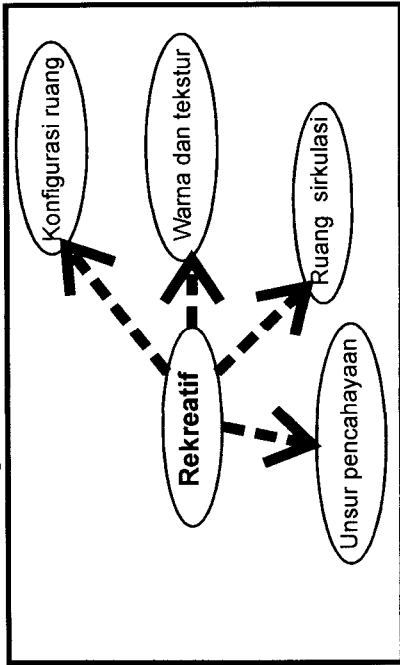 Konfigurasi ruang
Warna dan tekstur
Ruang sirkulasi
Rekreatif
Unsur pencahayaan